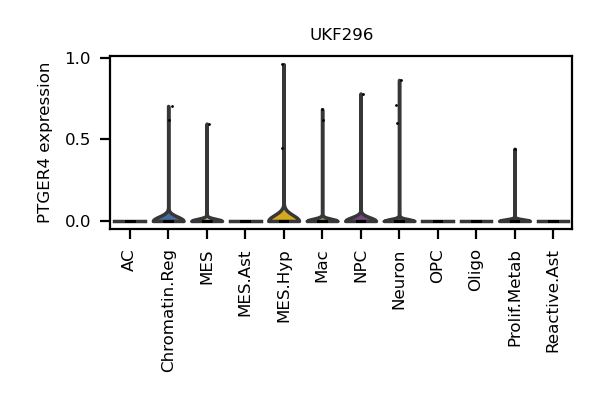 UKF296
PTGER4 expression
1.0
0.5
0.0
AC
Chromatin.Reg
MES
MES.Ast
MES.Hyp
Mac
NPC
Neuron
OPC
Oligo
Prolif.Metab
Reactive.Ast